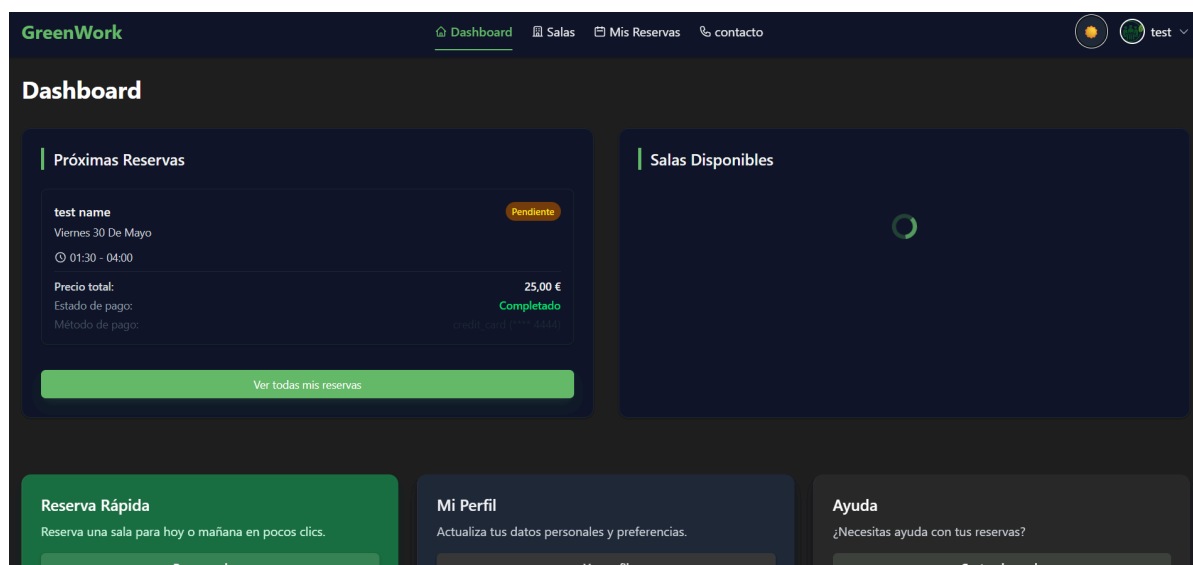 GreenWork
Dashboard
Salas
Mis Reservas
contacto
test
Dashboard
Próximas Reservas
test name
Pendiente
Viernes 30 De Mayo
01:30 - 04:00
Precio total: 25,00 €
Estado de pago: Completado
Método de pago: credit_card (**** 4444)
Ver todas mis reservas
Salas Disponibles
Reserva Rápida
Reserva una sala para hoy o mañana en pocos clics.
Mi Perfil
Actualiza tus datos personales y preferencias.
Ayuda
¿Necesitas ayuda con tus reservas?